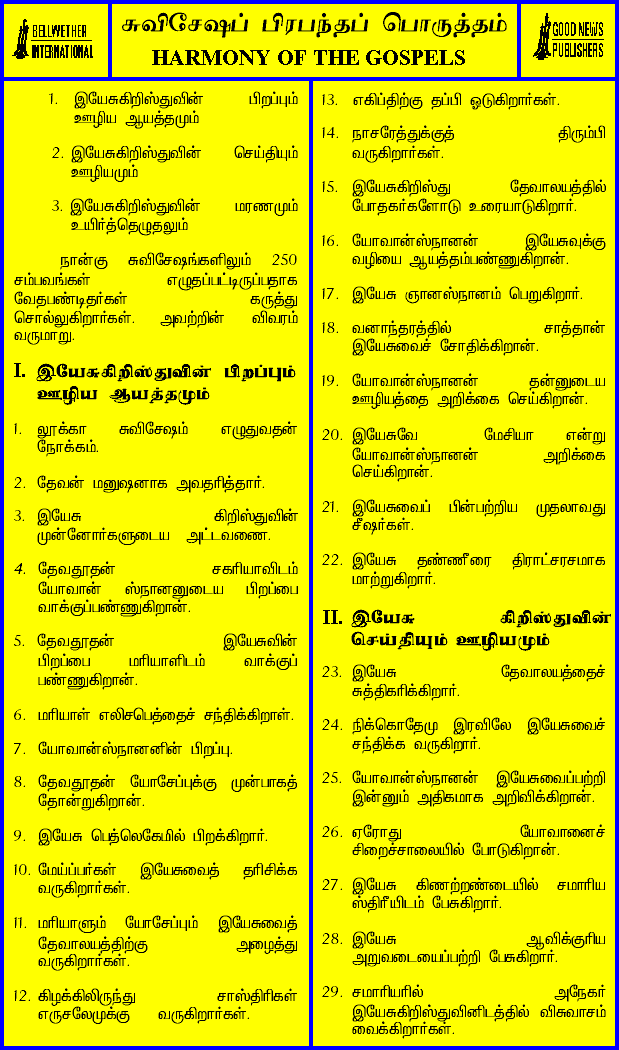 BELLWETHER
INTERNATIONAL
சுவிசேஷப் பிரபந்தப் பொருத்தம்
HARMONY OF THE GOSPELS
GOOD NEWS
PUBLISHERS
1. இயேசுகிறிஸ்துவின் பிறப்பும்
ஊழிய ஆயத்தமும்
2. இயேசுகிறிஸ்துவின் செய்தியும்
ஊழியமும்
3. இயேசுகிறிஸ்துவின் மரணமும்
உயிர்த்தெழுதலும்
நான்கு சுவிசேஷங்களிலும் 250
சம்பவங்கள் எழுதப்பட்டிருப்பதாக
வேதபண்டிதர்கள் கருத்து
சொல்லுகிறார்கள். அவற்றின் விவரம்
வருமாறு.
I. இயேசுகிறிஸ்துவின் பிறப்பும்
ஊழிய ஆயத்தமும்
1. லூக்கா சுவிசேஷம் எழுதுவதன்
நோக்கம்.
2. தேவன் மனுஷனாக அவதரித்தார்.
3. இயேசு கிறிஸ்துவின்
முன்னோர்களுடைய அட்டவணை.
4. தேவதூதன் சகரியாவிடம்
யோவான் ஸ்நானனுடைய பிறப்பை
வாக்குப்பண்ணுகிறான்.
5. தேவதூதன் இயேசுவின்
பிறப்பை மரியாளிடம் வாக்குப்
பண்ணுகிறான்.
6. மரியாள் எலிசபெத்தைச் சந்திக்கிறாள்.
7. யோவான்ஸ்நானனின் பிறப்பு.
8. தேவதூதன் யோசேப்புக்கு முன்பாகத்
தோன்றுகிறான்.
9. இயேசு பெத்லெகேமில் பிறக்கிறார்.
10. மேய்ப்பர்கள் இயேசுவைத் தரிசிக்க
வருகிறார்கள்.
11. மரியாளும் யோசேப்பும் இயேசுவைத்
தேவாலயத்திற்கு அழைத்து
வருகிறார்கள்.
12. கிழக்கிலிருந்து சாஸ்திரிகள்
எருசலேமுக்கு வருகிறார்கள்.
13. எகிப்திற்கு தப்பி ஓடுகிறார்கள்.
14. நாசரேத்துக்குத் திரும்பி
வருகிறார்கள்.
15. இயேசுகிறிஸ்து தேவாலயத்தில்
போதகர்களோடு உரையாடுகிறார்.
16. யோவான்ஸ்நானன் இயேசுவுக்கு
வழியை ஆயத்தம்பண்ணுகிறான்.
17. இயேசு ஞானஸ்நானம் பெறுகிறார்.
18. வனாந்தரத்தில் சாத்தான்
இயேசுவைச் சோதிக்கிறான்.
19. யோவான்ஸ்நானன் தன்னுடைய
ஊழியத்தை அறிக்கை செய்கிறான்.
20. இயேசுவே மேசியா என்று
யோவான்ஸ்நானன் அறிக்கை
செய்கிறான்.
21. இயேசுவைப் பின்பற்றிய முதலாவது
சீஷர்கள்.
22. இயேசு தண்ணீரை திராட்சரசமாக
மாற்றுகிறார்.
II. இயேசு கிறிஸ்துவின்
செய்தியும் ஊழியமும்
23. இயேசு தேவாலயத்தைச்
சுத்திகரிக்கிறார்.
24. நிக்கொதேமு இரவிலே இயேசுவைச்
சந்திக்க வருகிறார்.
25. யோவான்ஸ்நானன் இயேசுவைப்பற்றி
இன்னும் அதிகமாக அறிவிக்கிறான்.
26. ஏரோது யோவானைச்
சிறைச்சாலையில் போடுகிறான்.
27. இயேசு கிணற்றண்டையில் சமாரிய
ஸ்திரீயிடம் பேசுகிறார்.
28. இயேசு ஆவிக்குரிய
அறுவடையைப்பற்றி பேசுகிறார்.
29. சமாரியரில் அநேகர்
இயேசுகிறிஸ்துவினிடத்தில் விசுவாசம்
வைக்கிறார்கள்.